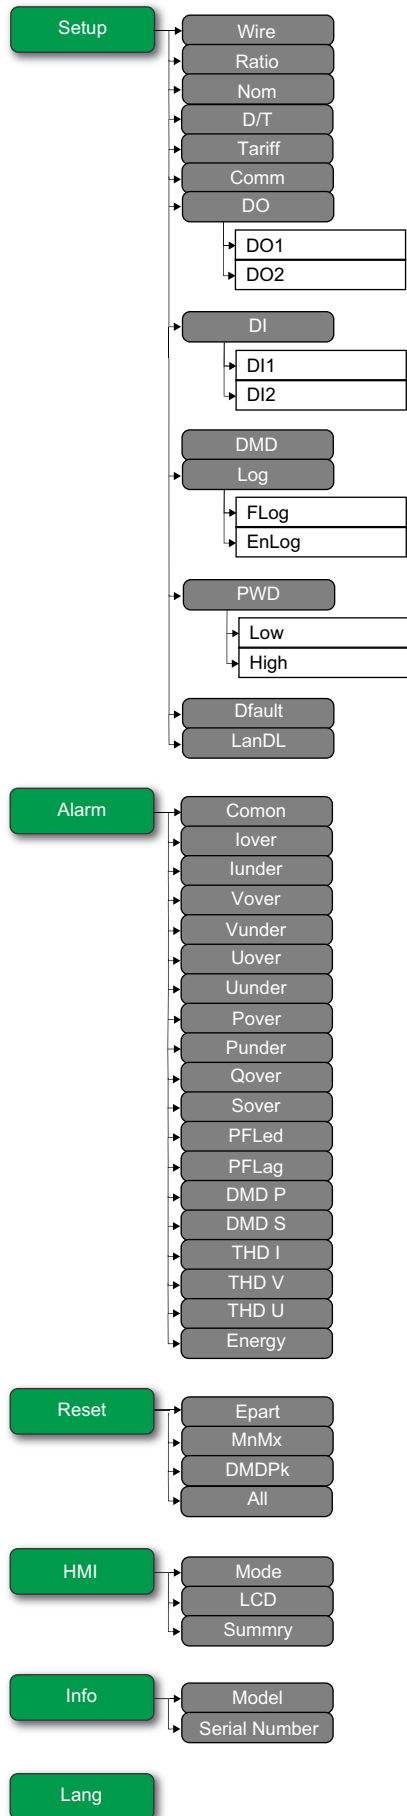 Setup
Wire
Ratio
Nom
D/T
Tariff
Comm
DO
DO1
DO2
DI
DI1
DI2
DMD
Log
FLog
EnLog
PWD
Low
High
Dfault
LanDL
Alarm
Comon
Iover
Iunder
Vover
Vunder
Uover
Uunder
Pover
Punder
Qover
Sover
PFLed
PFLag
DMD P
DMD S
THD I
THD V
THD U
Energy
Reset
Epart
MnMx
DMDPk
All
HMI
Mode
LCD
Summry
Info
Model
Serial Number
Lang